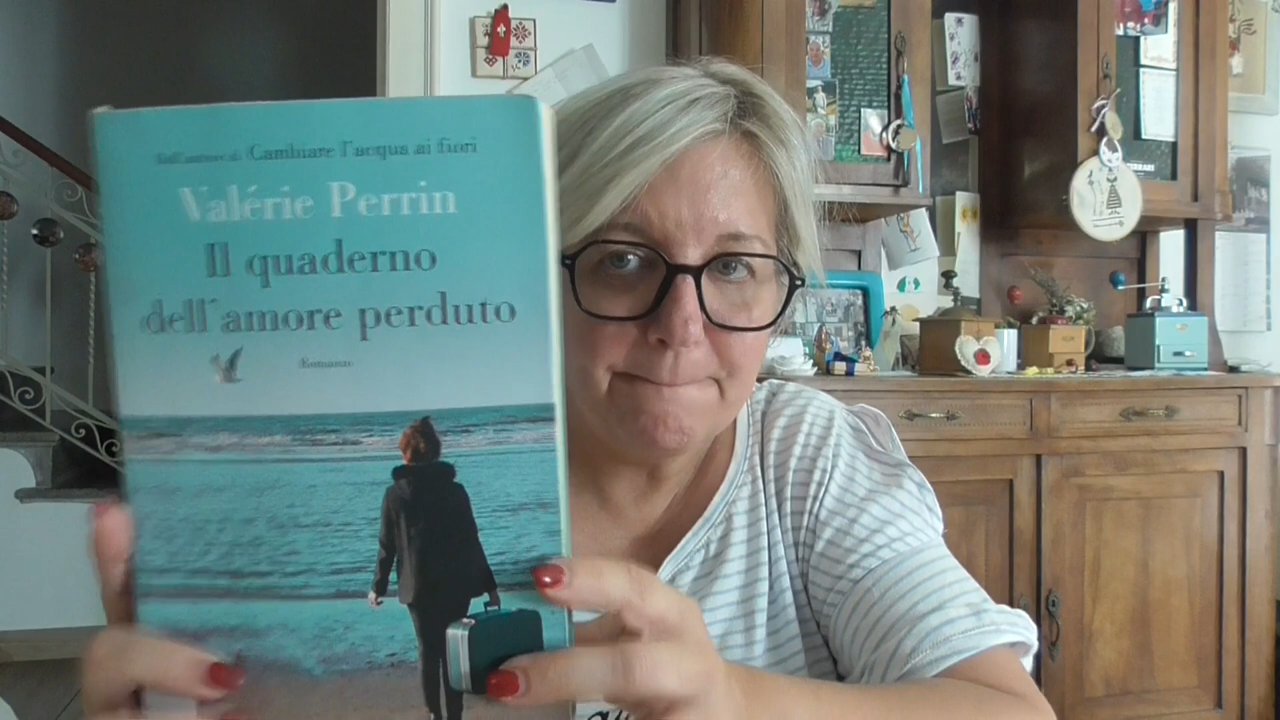 Dall'autrice di Cambiare l'acqua ai fiori
Valérie Perrin
Il quaderno
dell'amore perduto
Romanzo